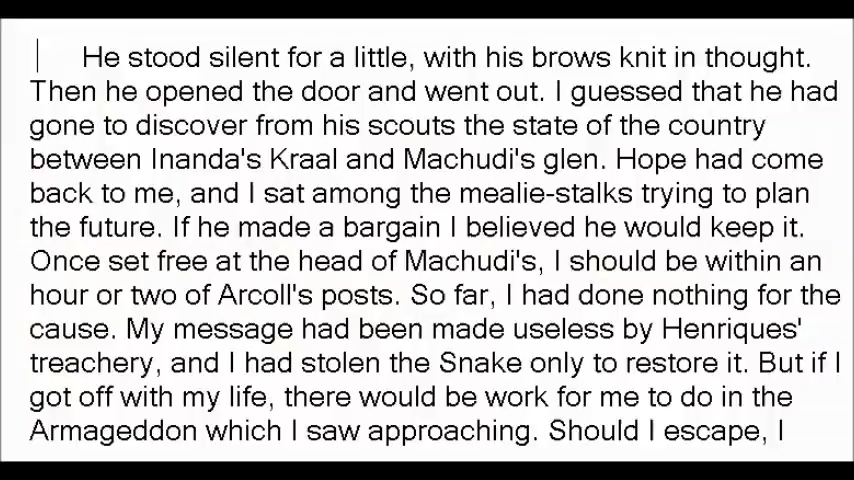 He stood silent for a little, with his brows knit in thought.
Then he opened the door and went out. I guessed that he had
gone to discover from his scouts the state of the country
between Inanda's Kraal and Machudi's glen. Hope had come
back to me, and I sat among the mealie-stalks trying to plan
the future. If he made a bargain I believed he would keep it.
Once set free at the head of Machudi's, I should be within an
hour or two of Arcoll's posts. So far, I had done nothing for the
cause. My message had been made useless by Henriques'
treachery, and I had stolen the Snake only to restore it. But if I
got off with my life, there would be work for me to do in the
Armageddon which I saw approaching. Should I escape, I